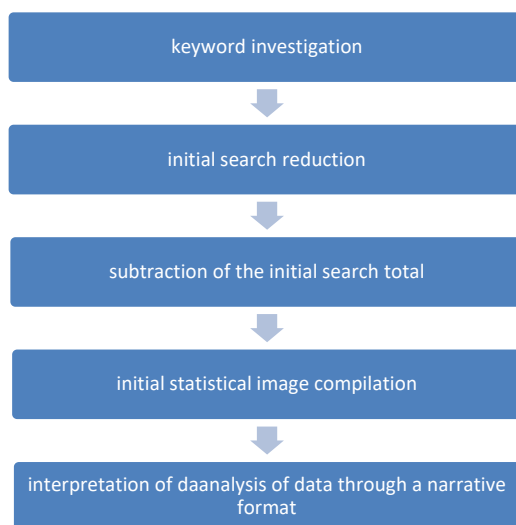 keyword investigation
initial search reduction
subtraction of the initial search total
initial statistical image compilation
interpretation of daanalysis of data through a narrative
format